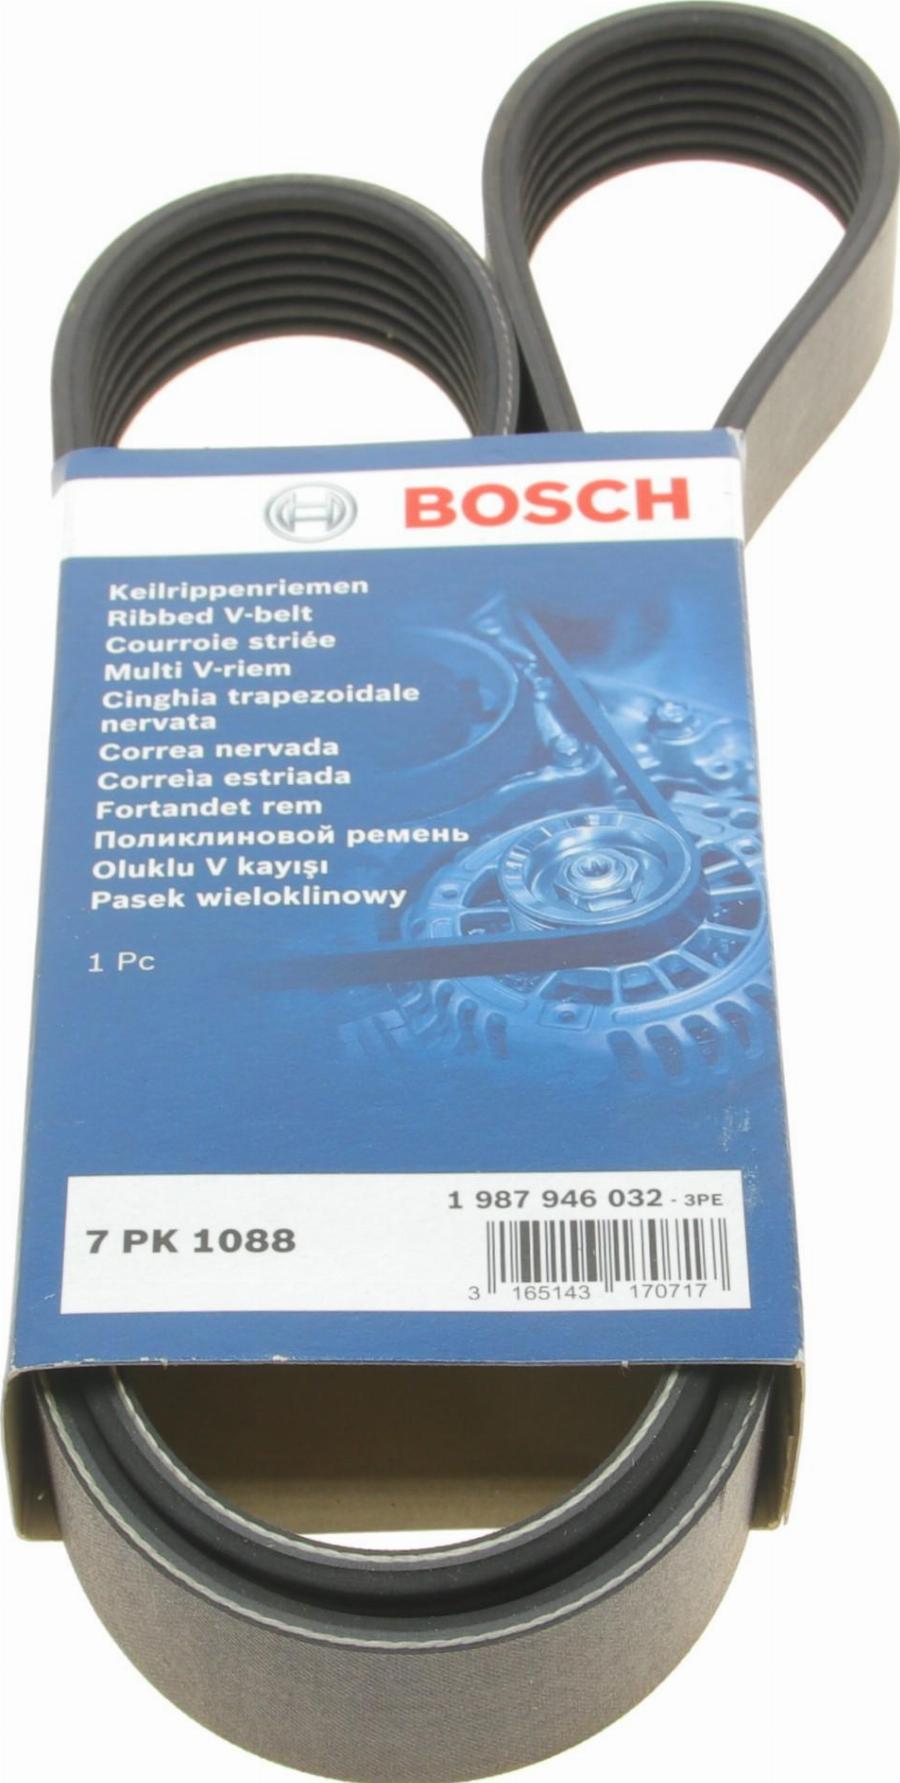 BOSCH
Keilrippenriemen
Ribbed V-belt
Courroie striée
Multi V-riem
Cinghia trapezoidale
nervata
Correa nervada
Correìa estriada
Fortandet rem
Поликлиновой ремень
Oluklu V kayışı
Pasek wieloklinowy
1 Pc
1 987 946 032 - 3PE
7 PK 1088
3 165143 170717